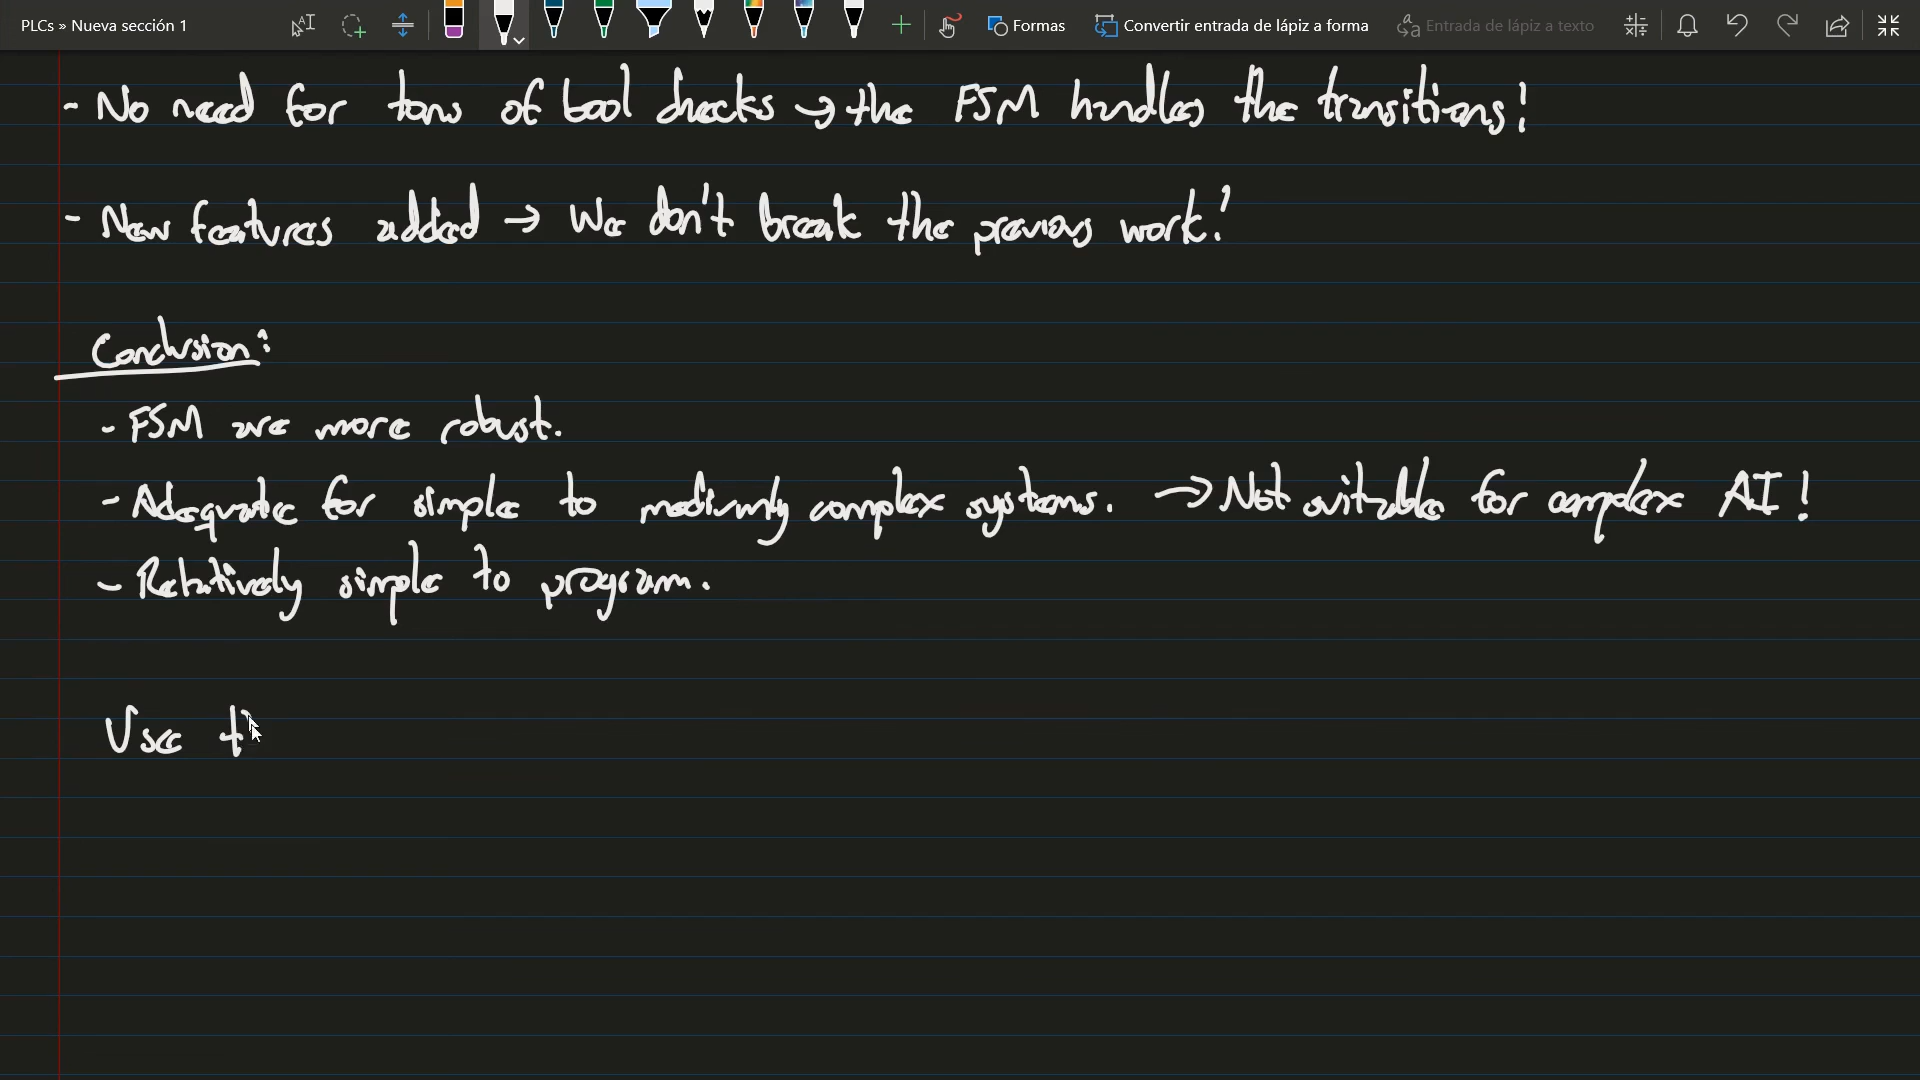 PLCs » Nueva sección 1 Formas Convertir entrada de lápiz a forma Entrada de lápiz a texto
- No need for tons of bool checks → the FSM handles the transitions!
- New features added → We don't break the previous work!
Conclusion:
- FSM are more robust.
- Adequate for simple to mediumly complex systems. → Not suitable for complex AI!
- Relatively simple to program.
Use t